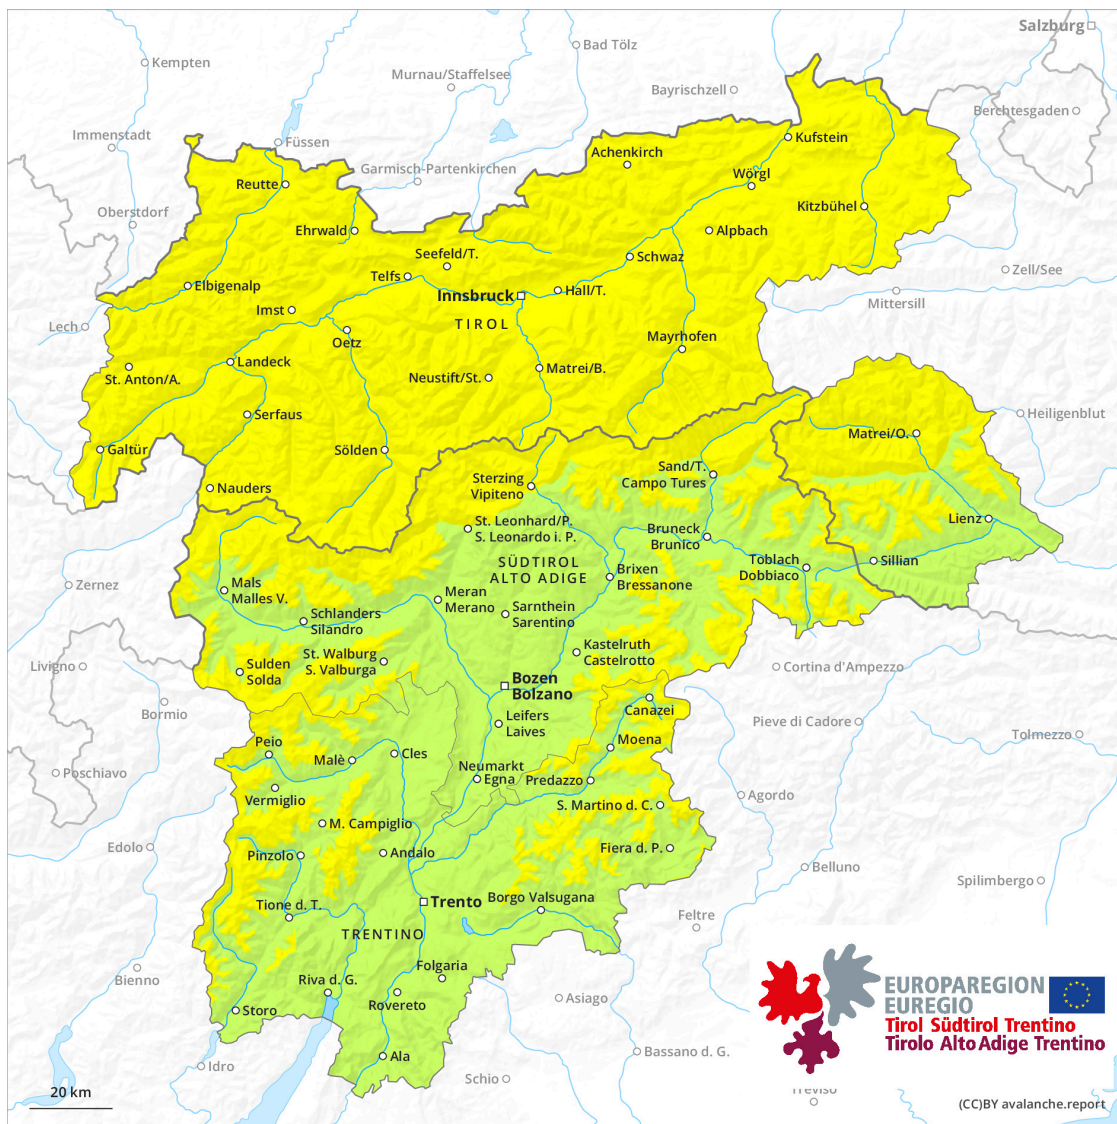 Salzburg
Bad Tölz
Kempten
Murnau/Staffelsee
Bayrischzell
Berchtesgaden
Immenstadt
Füssen
Kufstein
Achenkirch
Garmisch-Partenkirchen
Wörgl
Reutte
Oberstdorf
Kitzbühel
Ehrwald
Alpbach
Seefeld/T.
Schwaz
Zell/See
Telfs
Elbigenalp
Hall/T.
Innsbruck
Mittersill
Imst
TIROL
Lech
Oetz
Mayrhofen
Landeck
Matrei/B.
St. Anton/A.
Neustift/St.
Serfaus
Heiligenblut
Matrei/O.
Galtür
Sölden
Sand/T.
Campo Tures
Sterzing
Vipiteno
Nauders
Lienz
St. Leonhard/P.
S. Leonardo i. P.
Bruneck
Brunico
SÜDTIROL
ALTO ADIGE
Toblach
Dobbiaco
Sillian
Brixen
Bressanone
Zernez
Mals
Malles V.
Meran
Merano
Sarnthein
Sarentino
Schlanders
Silandro
Kastelruth
Castelrotto
St. Walburg
S. Valburga
Livigno
Sulden
Solda
Cortina d'Ampezzo
Bozen
Bolzano
Canazei
Bormio
Leifers
Laives
Pieve di Cadore
Tolmezzo
Peio
Moena
Cles
Malè
Poschiavo
Neumarkt
Egna
Predazzo
Vermiglio
Agordo
S. Martino d. C.
M. Campiglio
Edolo
Pinzolo
Andalo
Fiera d. P.
Belluno
Spilimbergo
Borgo Valsugana
Trento
Tione d. T.
Feltre
TRENTINO
Folgaria
Bienno
Riva d. G.
Rovereto
Asiago
Storo
EUROPAREGION
EUREGIO
Tirol Südtirol Trentino
Tirolo Alto Adige Trentino
Ala
Bassano d. G.
Idro
Schio
Treviso
20 km
(CC)BY avalanche.report